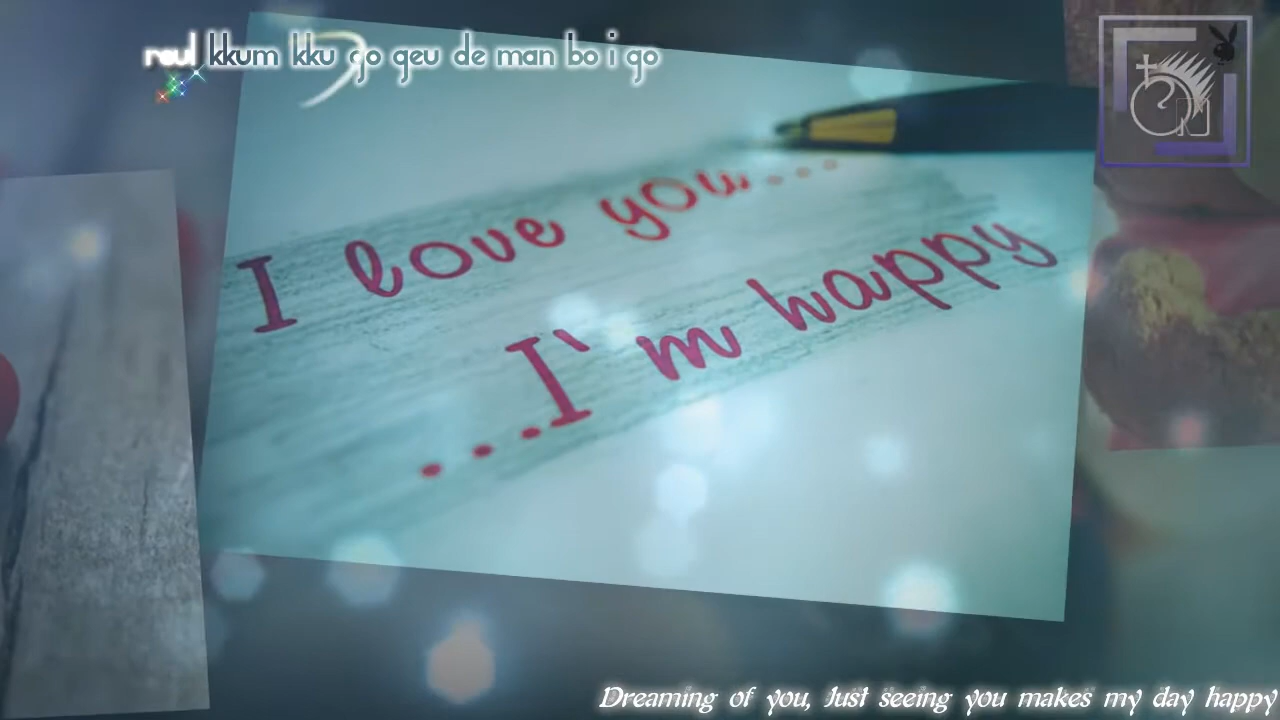 reul kkum kku go geu de man bo i go
I love you...
...I'm happy
Dreaming of you, Just seeing you makes my day happy